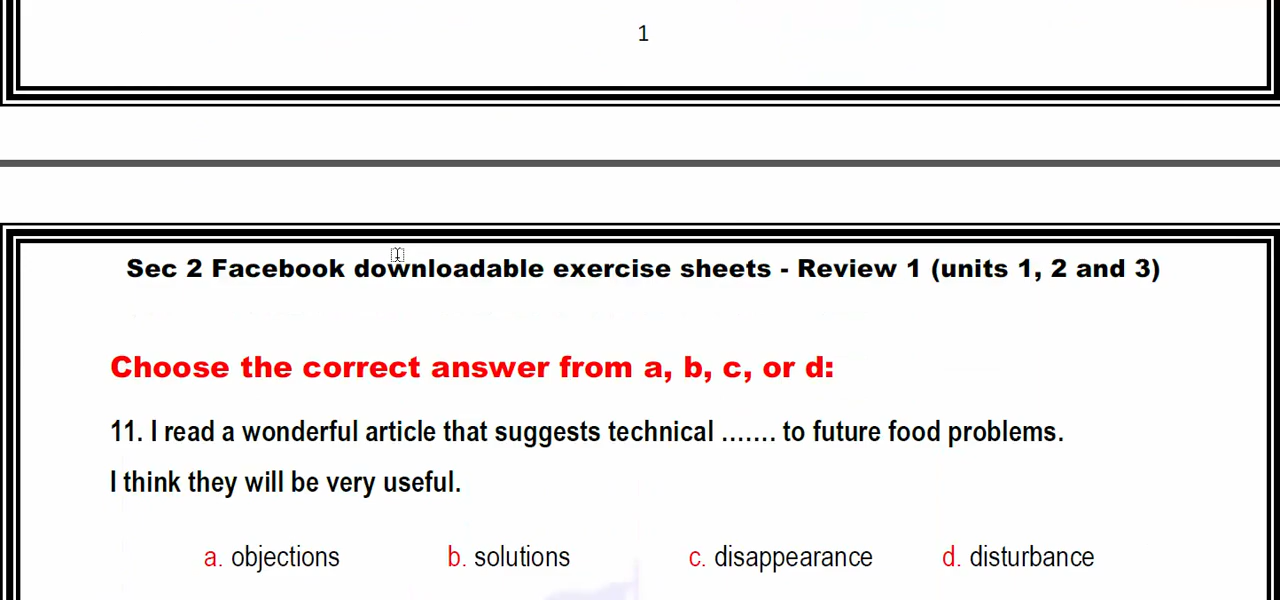 1
Sec 2 Facebook downloadable exercise sheets - Review 1 (units 1, 2 and 3)
Choose the correct answer from a, b, c, or d:
11. I read a wonderful article that suggests technical ....... to future food problems.
I think they will be very useful.
a. objections b. solutions c. disappearance d. disturbance